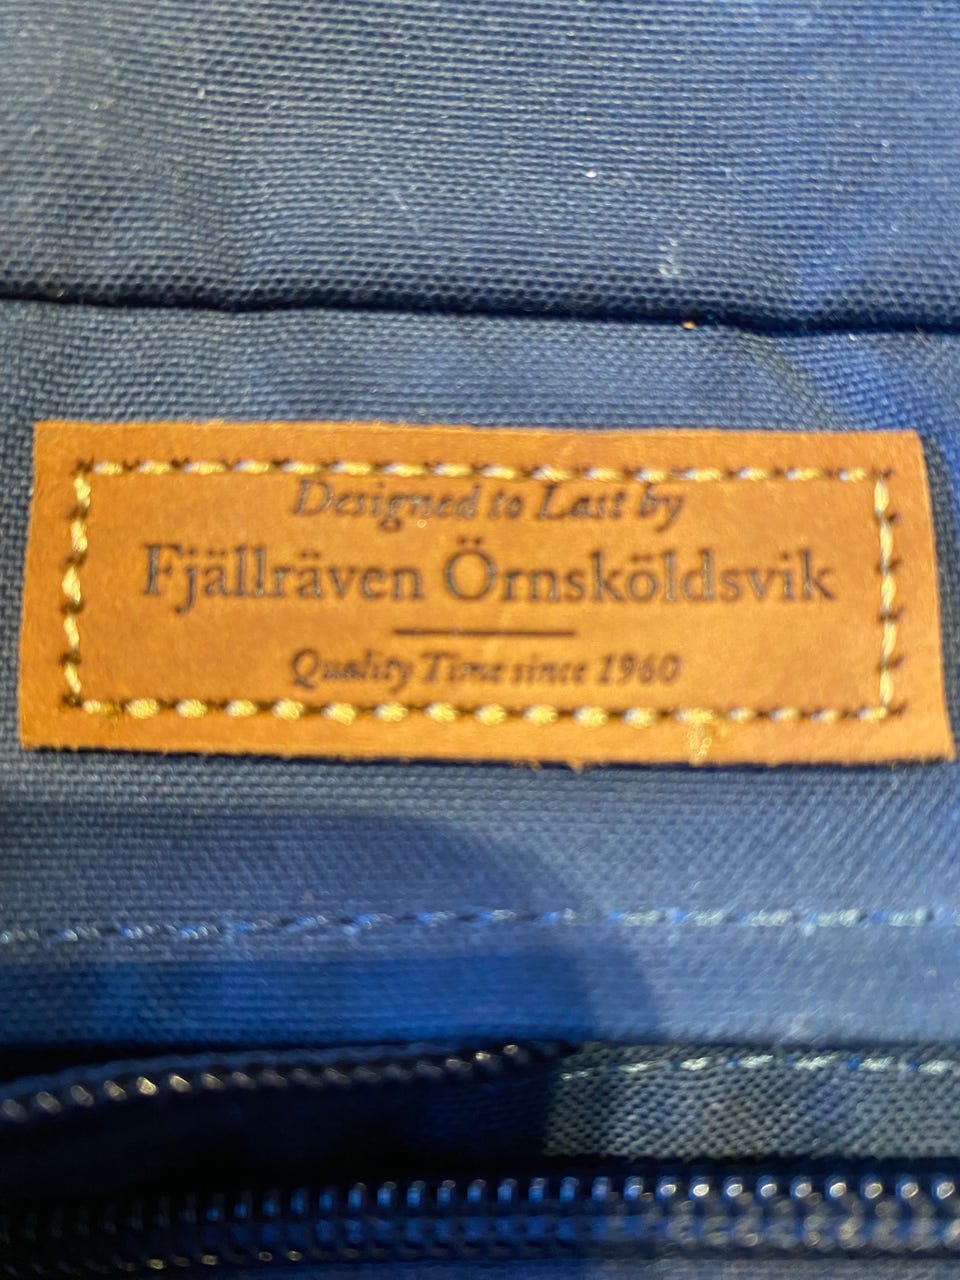 Designed to Last by
Fjällräven Örnsköldsvik
Quality Time since 1960